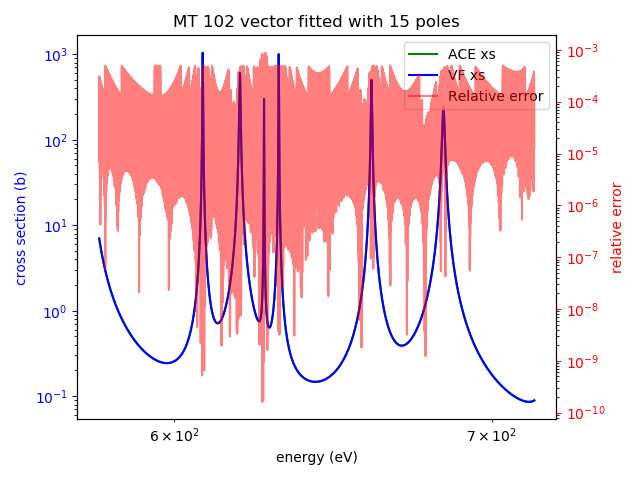 MT 102 vector fitted with 15 poles
ACE xs
VF xs
Relative error
cross section (b)
10³
10²
10¹
10⁰
10⁻¹
10⁻³
10⁻⁴
10⁻⁵
10⁻⁶
10⁻⁷
10⁻⁸
10⁻⁹
10⁻¹⁰
relative error
6 × 10² 7 × 10²
energy (eV)